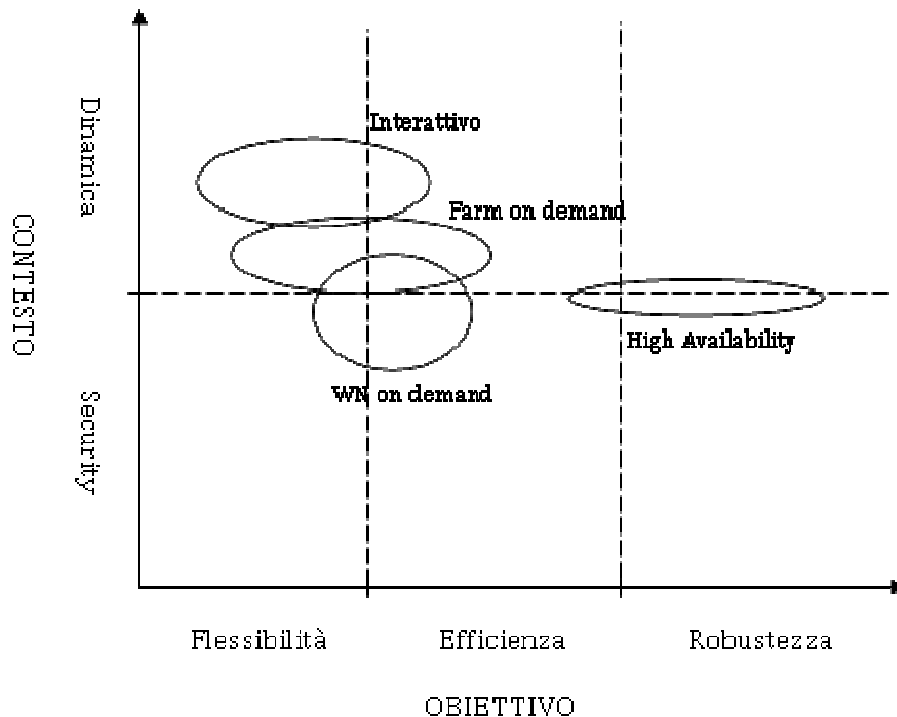 Dinamica
Interattivo
Farm on demand
CONTESTO
High Availability
WN on demand
Security
Flessibilità
Efficienza
Robustezza
OBIETTIVO